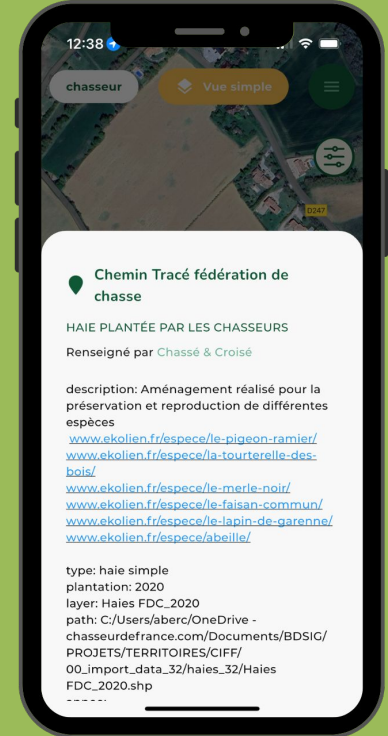 12:38
chasseur
Vue simple
D247
Chemin Tracé fédération de
chasse
HAIE PLANTÉE PAR LES CHASSEURS
Renseigné par Chassé & Croisé
description: Aménagement réalisé pour la
préservation et reproduction de différentes
espèces
www.ekolien.fr/espece/le-pigeon-ramier/
www.ekolien.fr/espece/la-tourterelle-des-
bois/
www.ekolien.fr/espece/le-merle-noir/
www.ekolien.fr/espece/le-faisan-commun/
www.ekolien.fr/espece/le-lapin-de-garenne/
www.ekolien.fr/espece/abeille/
type: haie simple
plantation: 2020
layer: Haies FDC_2020
path: C:/Users/aberc/OneDrive -
chasseurdefrance.com/Documents/BDSIG/
PROJETS/TERRITOIRES/CIFF/
00_import_data_32/haies_32/Haies
FDC_2020.shp